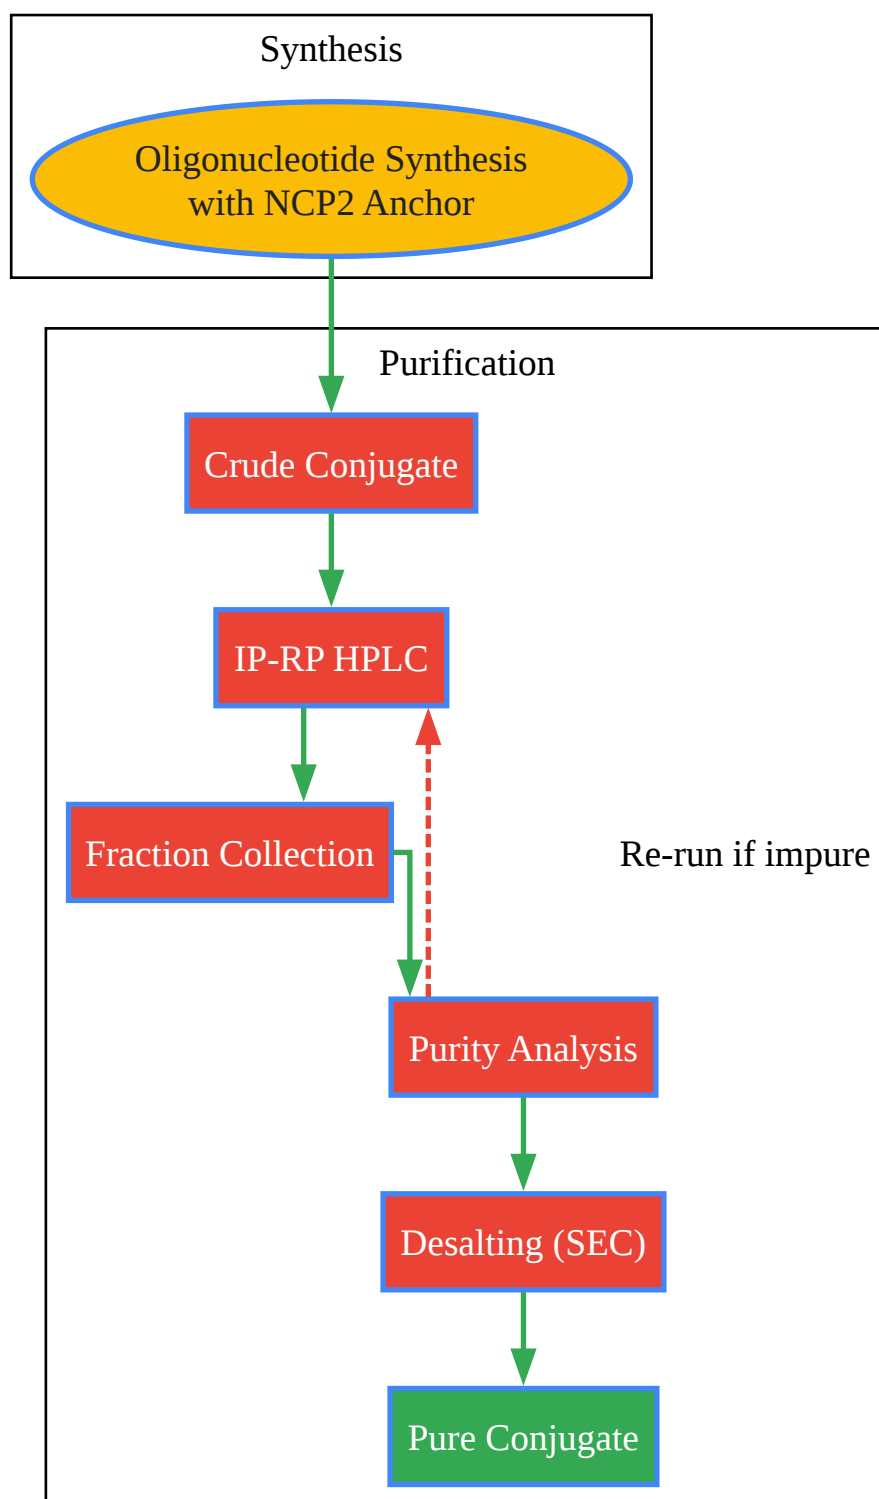 Synthesis
Oligonucleotide Synthesis
with NCP2 Anchor
Purification
Crude Conjugate
IP-RP HPLC
Fraction Collection
Re-run if impure
Purity Analysis
Desalting (SEC)
Pure Conjugate